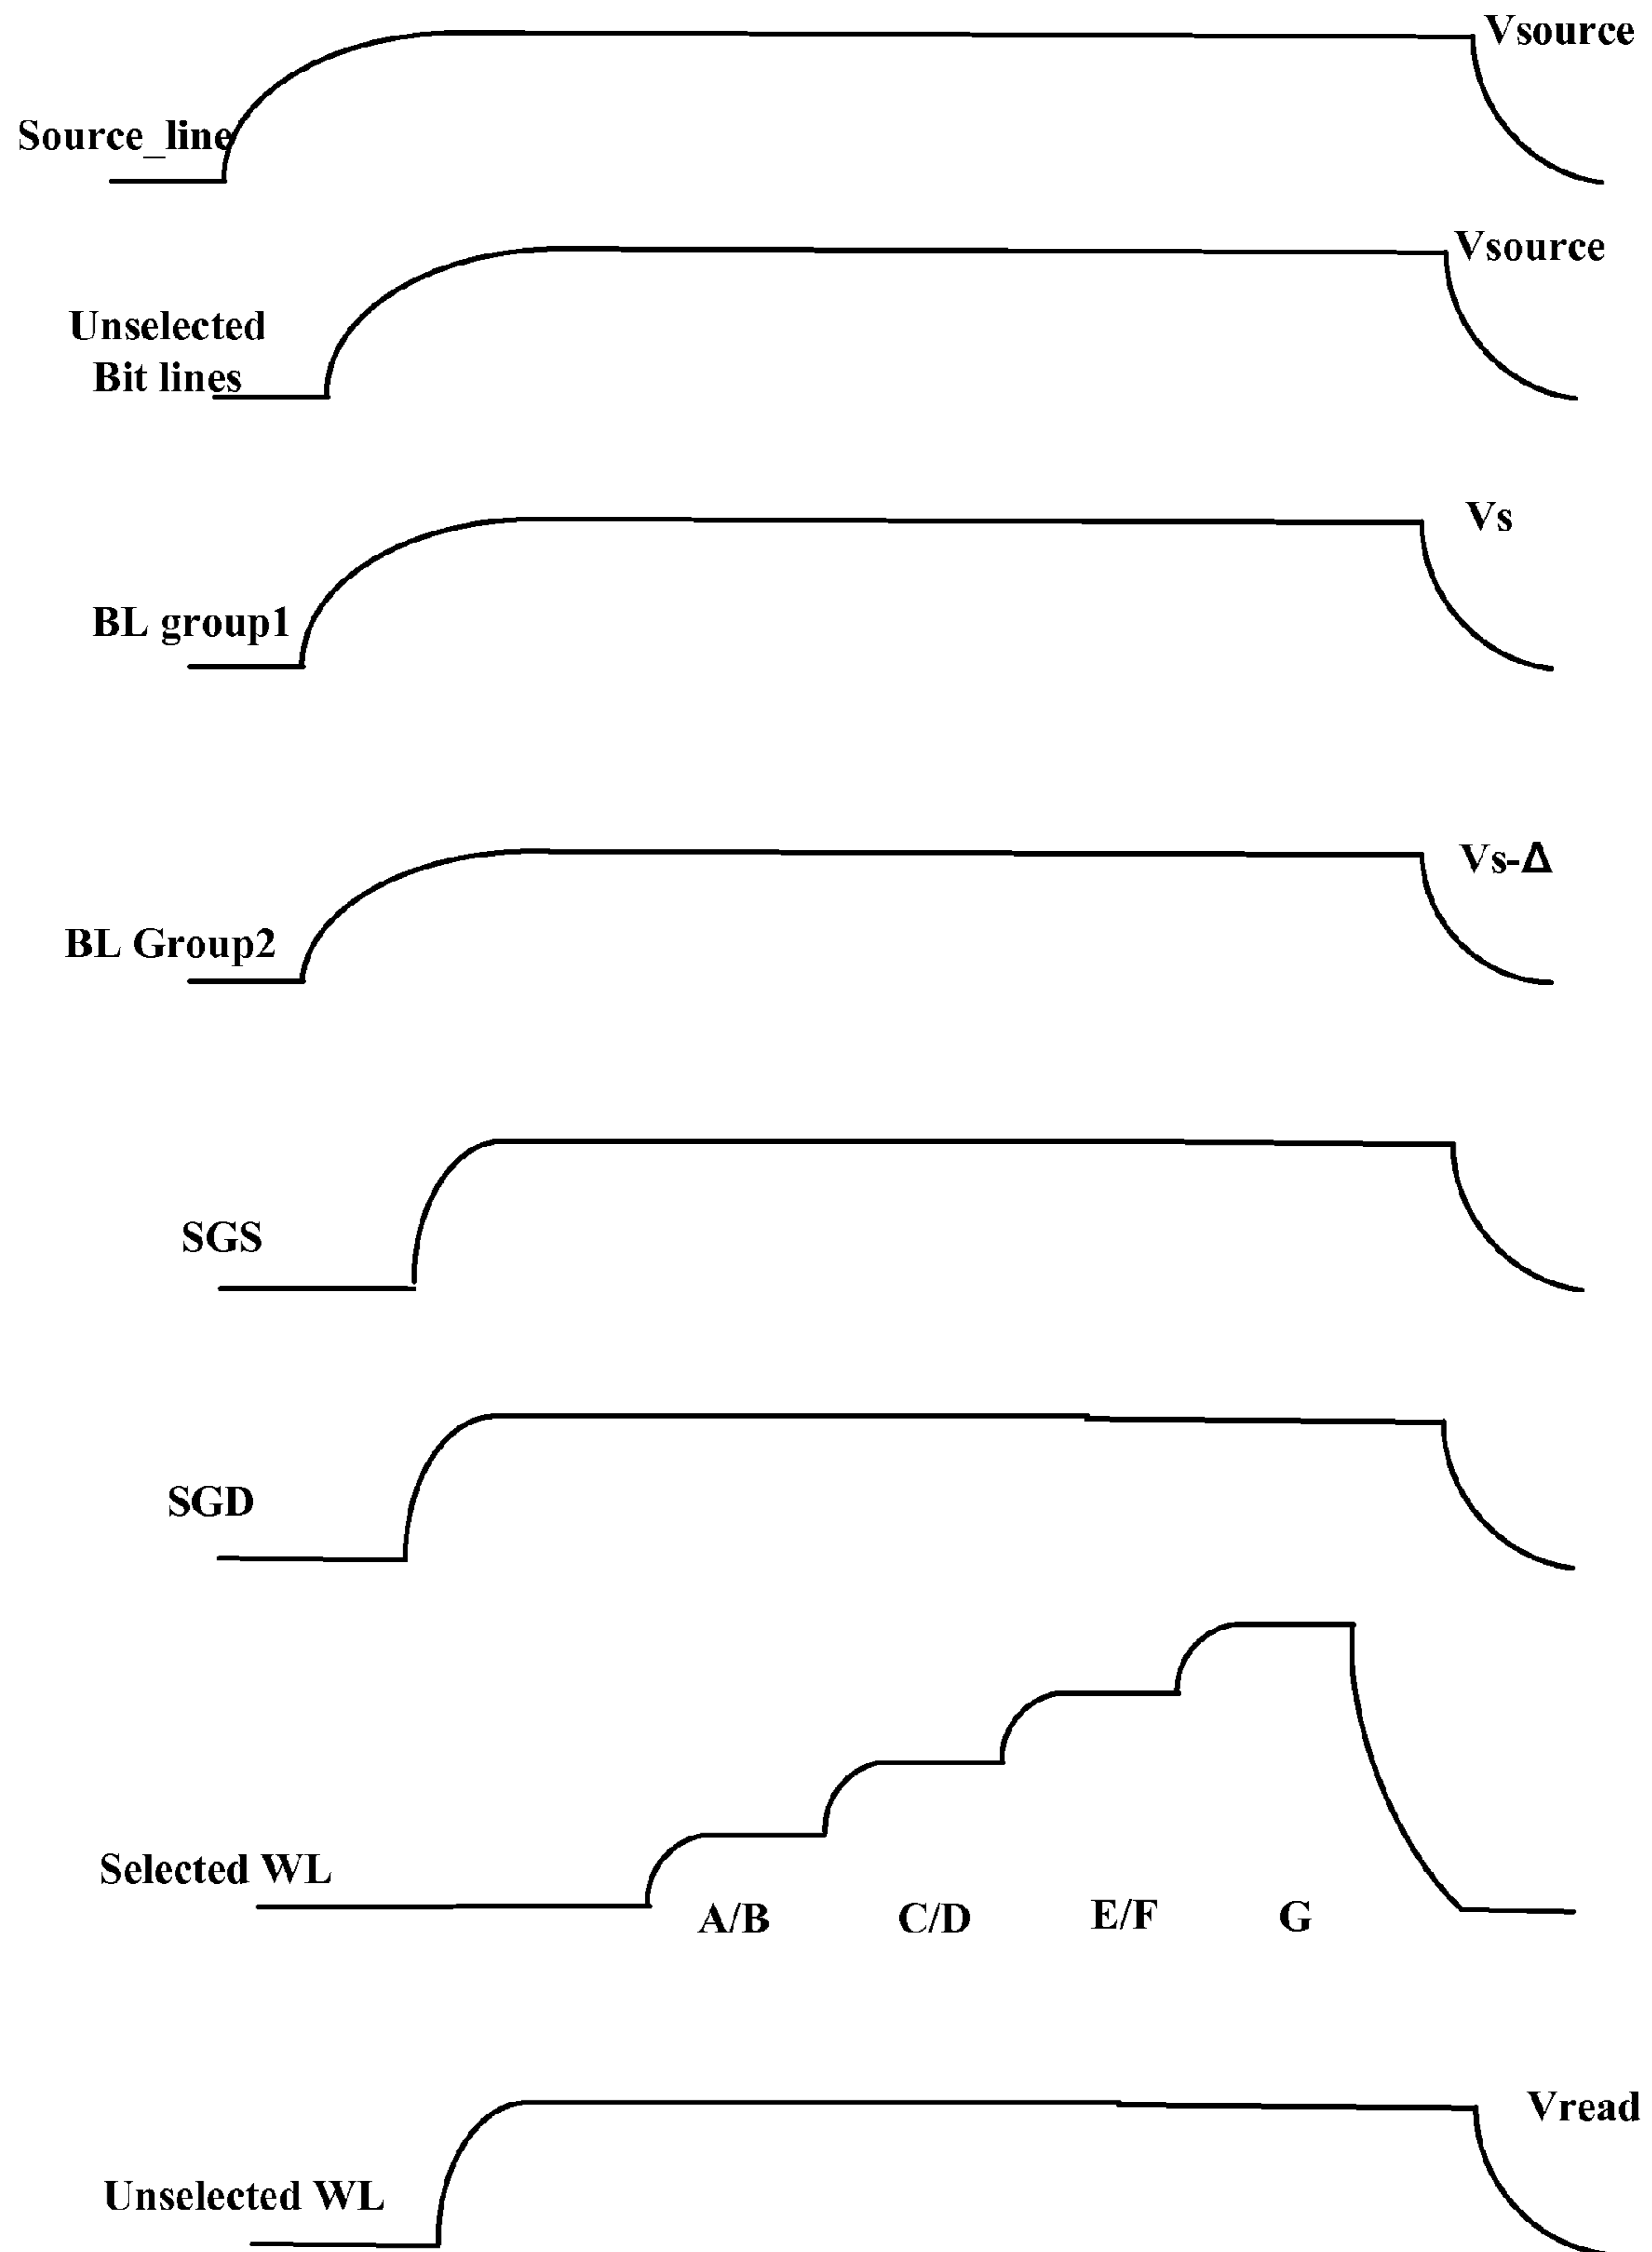 Vsource
Source_line
Vsource
Unselected
Bit lines
Vs
BL group1
Vs-Δ
BL Group2
SGS
SGD
Selected WL
A/B
C/D
E/F
G
Vread
Unselected WL